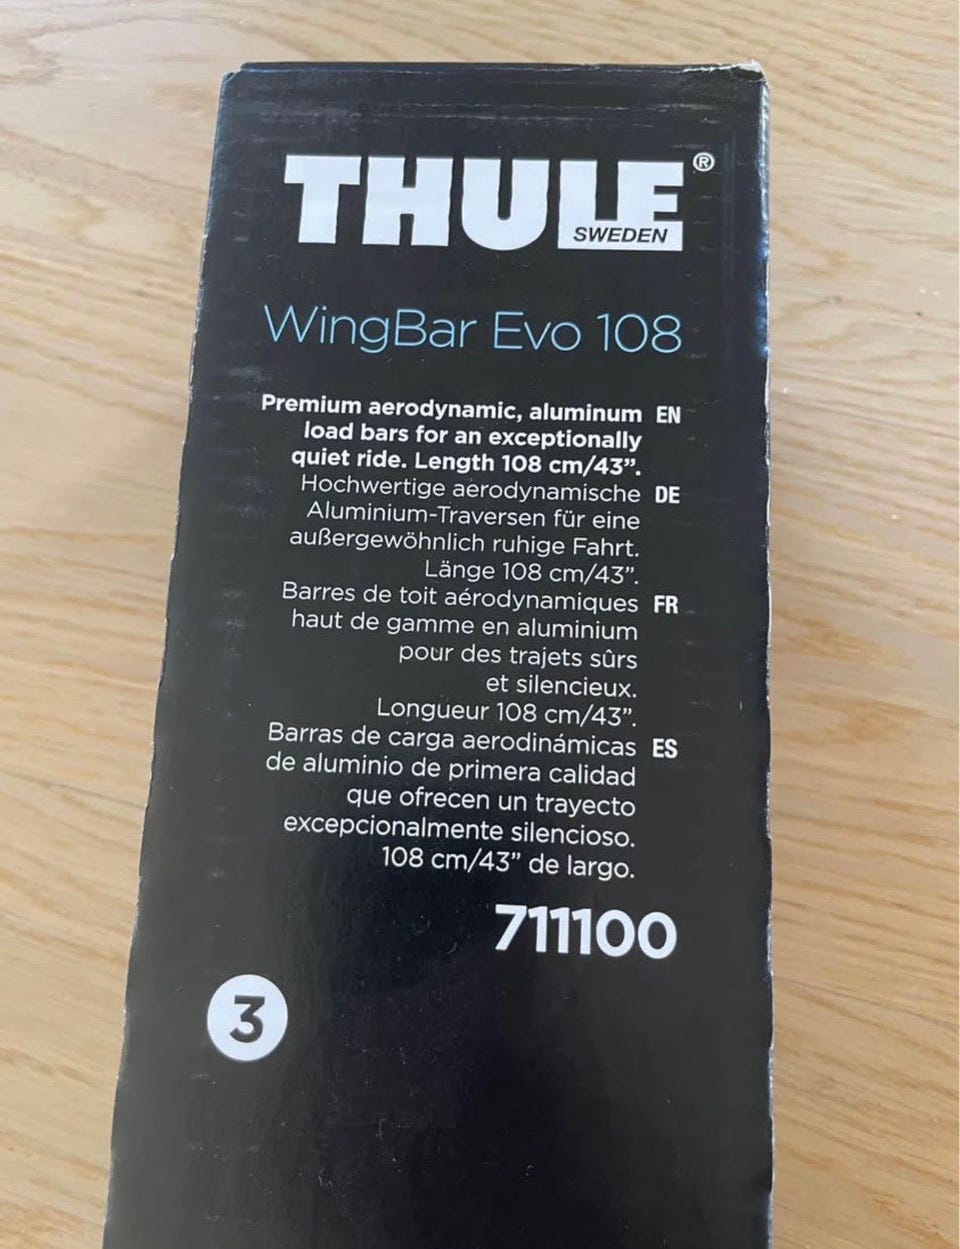 THULE®
SWEDEN
WingBar Evo 108
Premium aerodynamic, aluminum EN
load bars for an exceptionally
quiet ride. Length 108 cm/43”.
Hochwertige aerodynamische DE
Aluminium-Traversen für eine
außergewöhnlich ruhige Fahrt.
Länge 108 cm/43”.
Barres de toit aérodynamiques FR
haut de gamme en aluminium
pour des trajets sûrs
et silencieux.
Longueur 108 cm/43”.
Barras de carga aerodinámicas ES
de aluminio de primera calidad
que ofrecen un trayecto
excepcionalmente silencioso.
108 cm/43” de largo.
711100
3